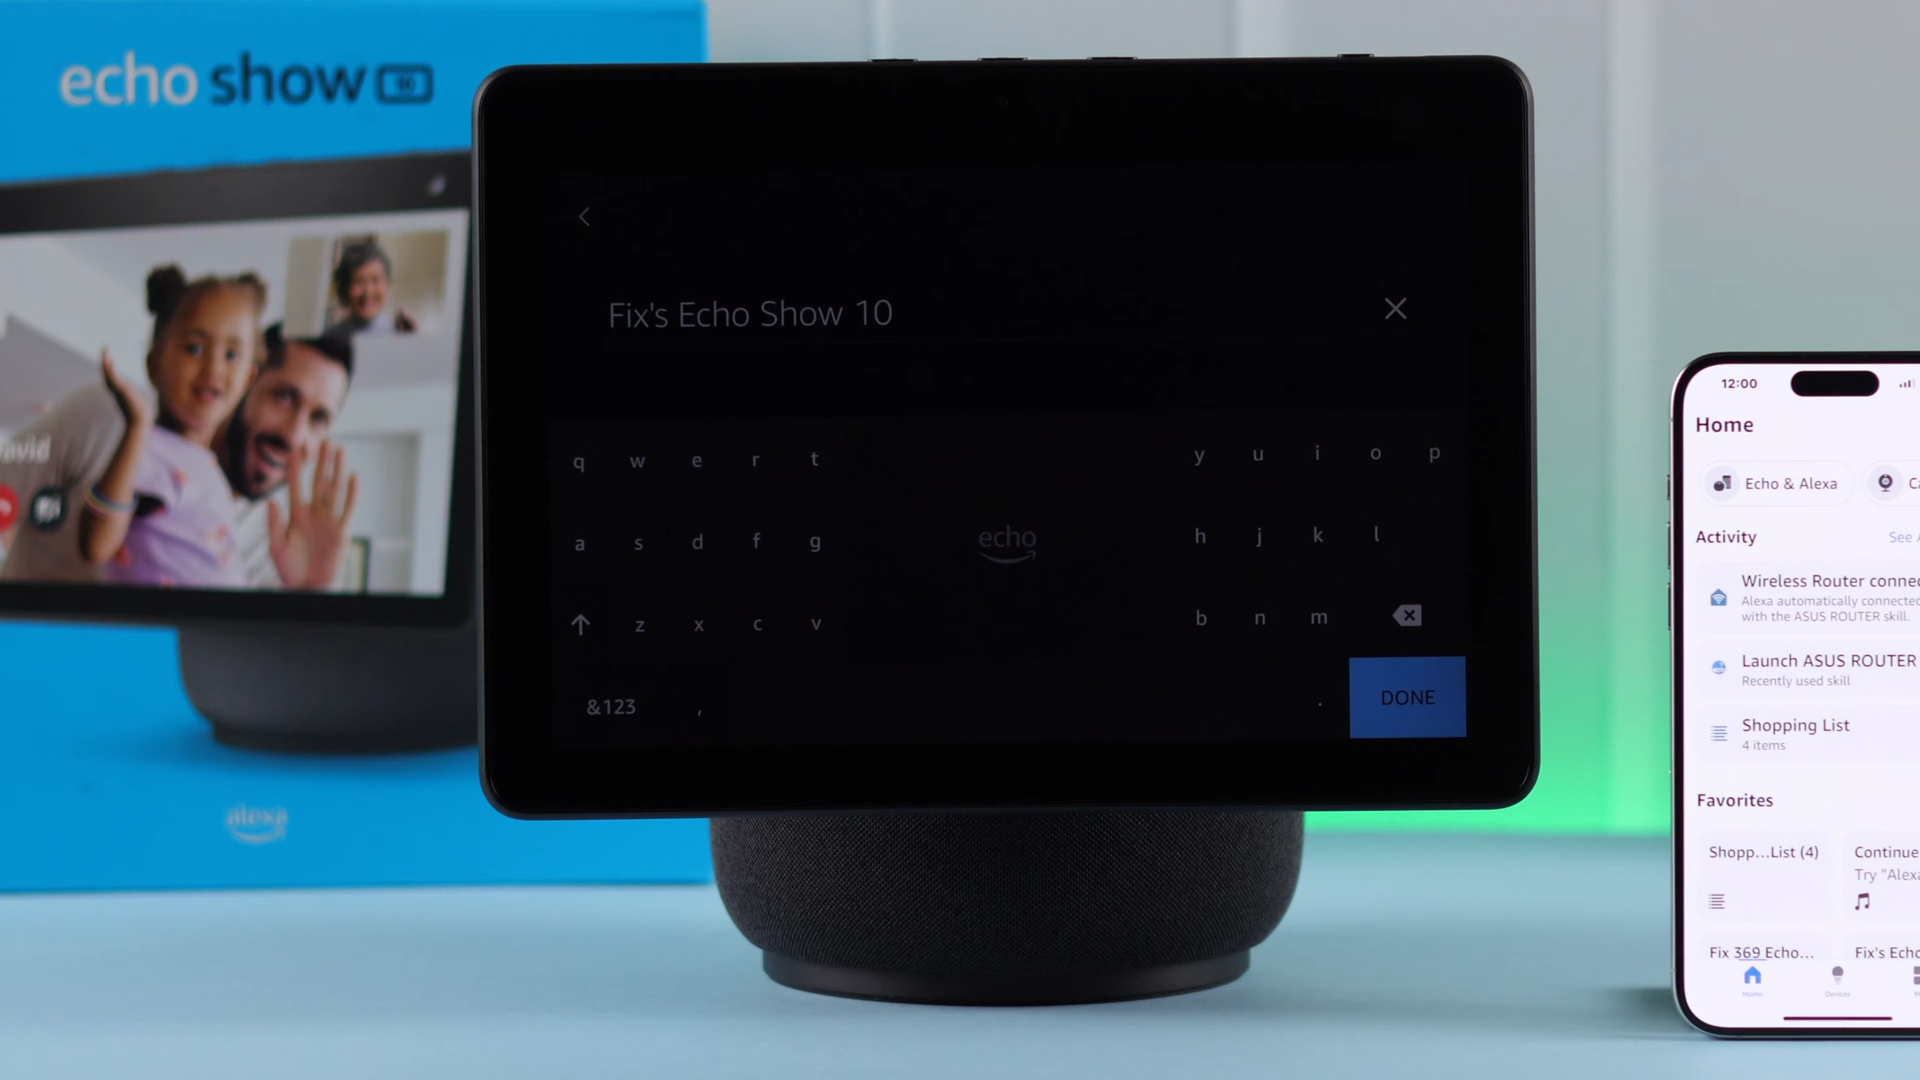 echo show 10
avid
alexa
Fix's Echo Show 10
q w e r t y u i o p
a s d f g h j k l
z x c v b n m
&123 , . DONE
echo
12:00
Home
Echo & Alexa
Activity
See
Wireless Router
Alexa automatically connected
with the ASUS ROUTER skill.
Launch ASUS ROUTER
Recently used skill
Shopping List
4 items
Favorites
Shopp...List (4)
Continue
Try "Alexa
Fix 369 Echo...
Fix's Echo
Home Devices